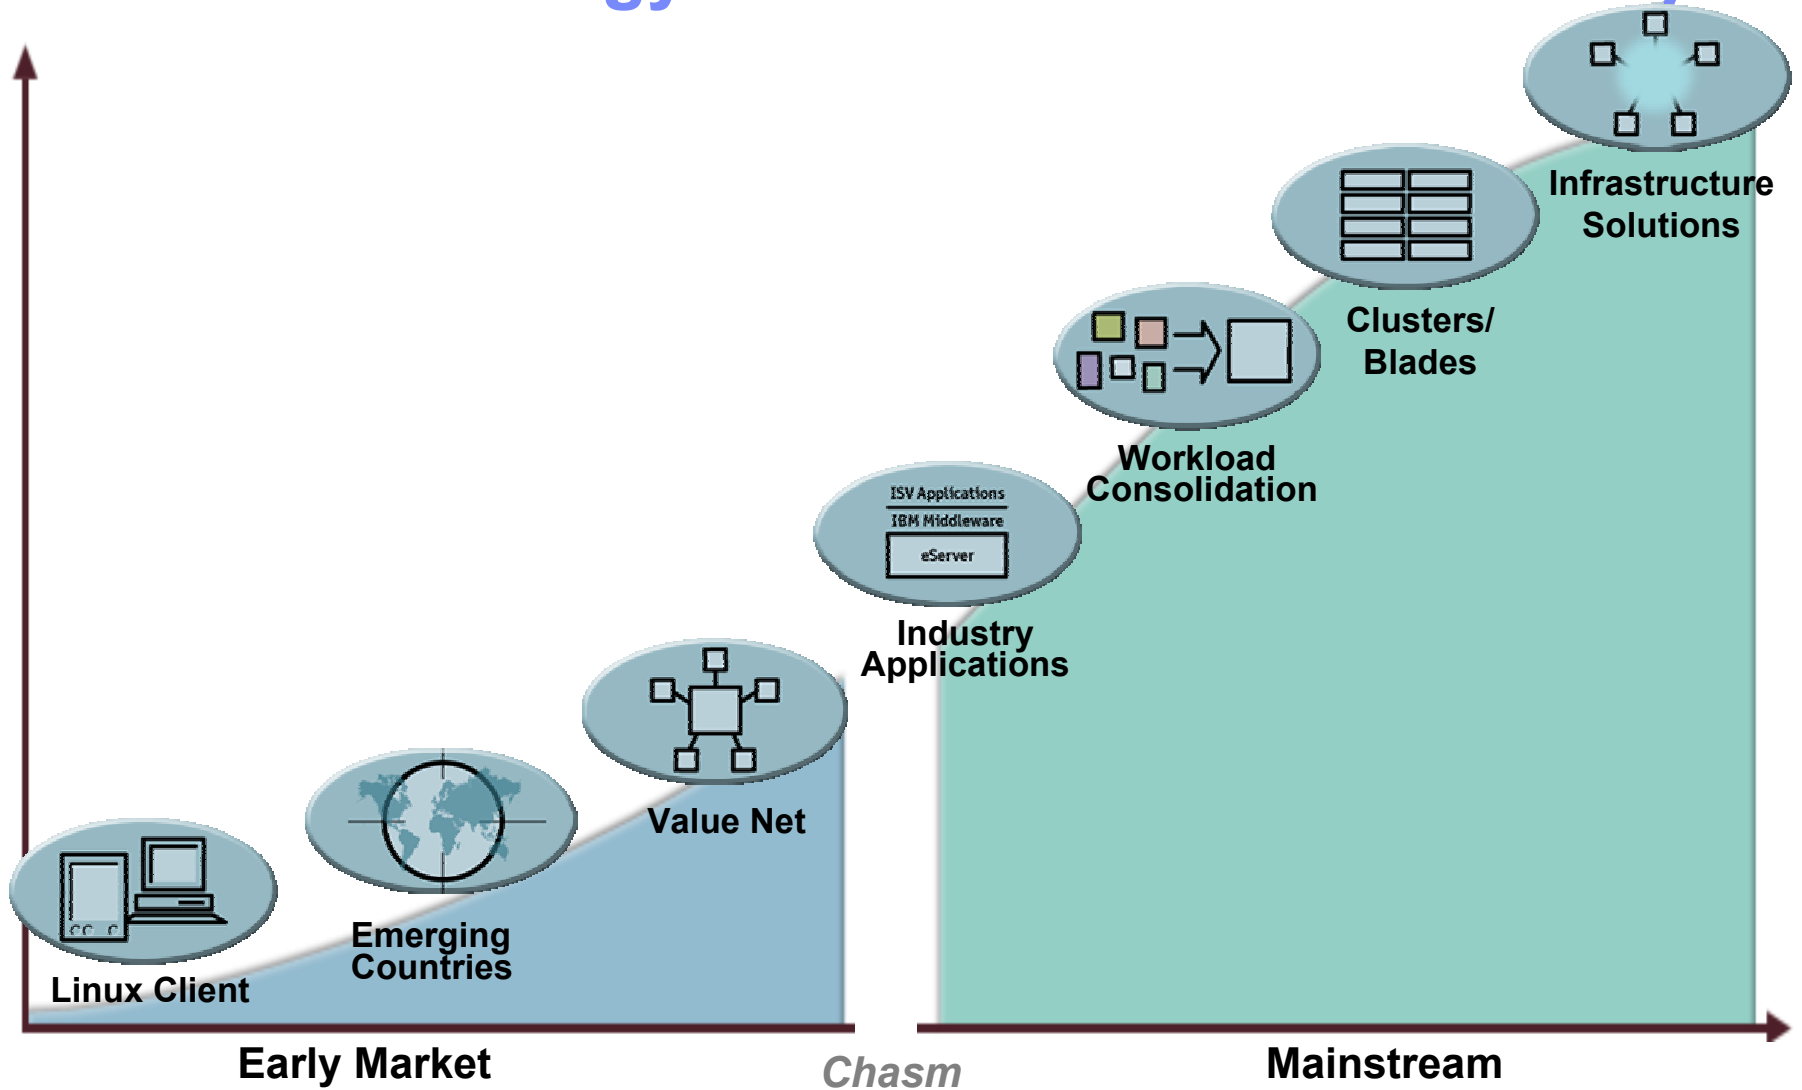 Infrastructure
Solutions
Clusters/
Blades
Workload
Consolidation
ISV Applications
IBM Middleware
eServer
Industry
Applications
Value Net
Emerging
Countries
Linux Client
Early Market
Chasm
Mainstream